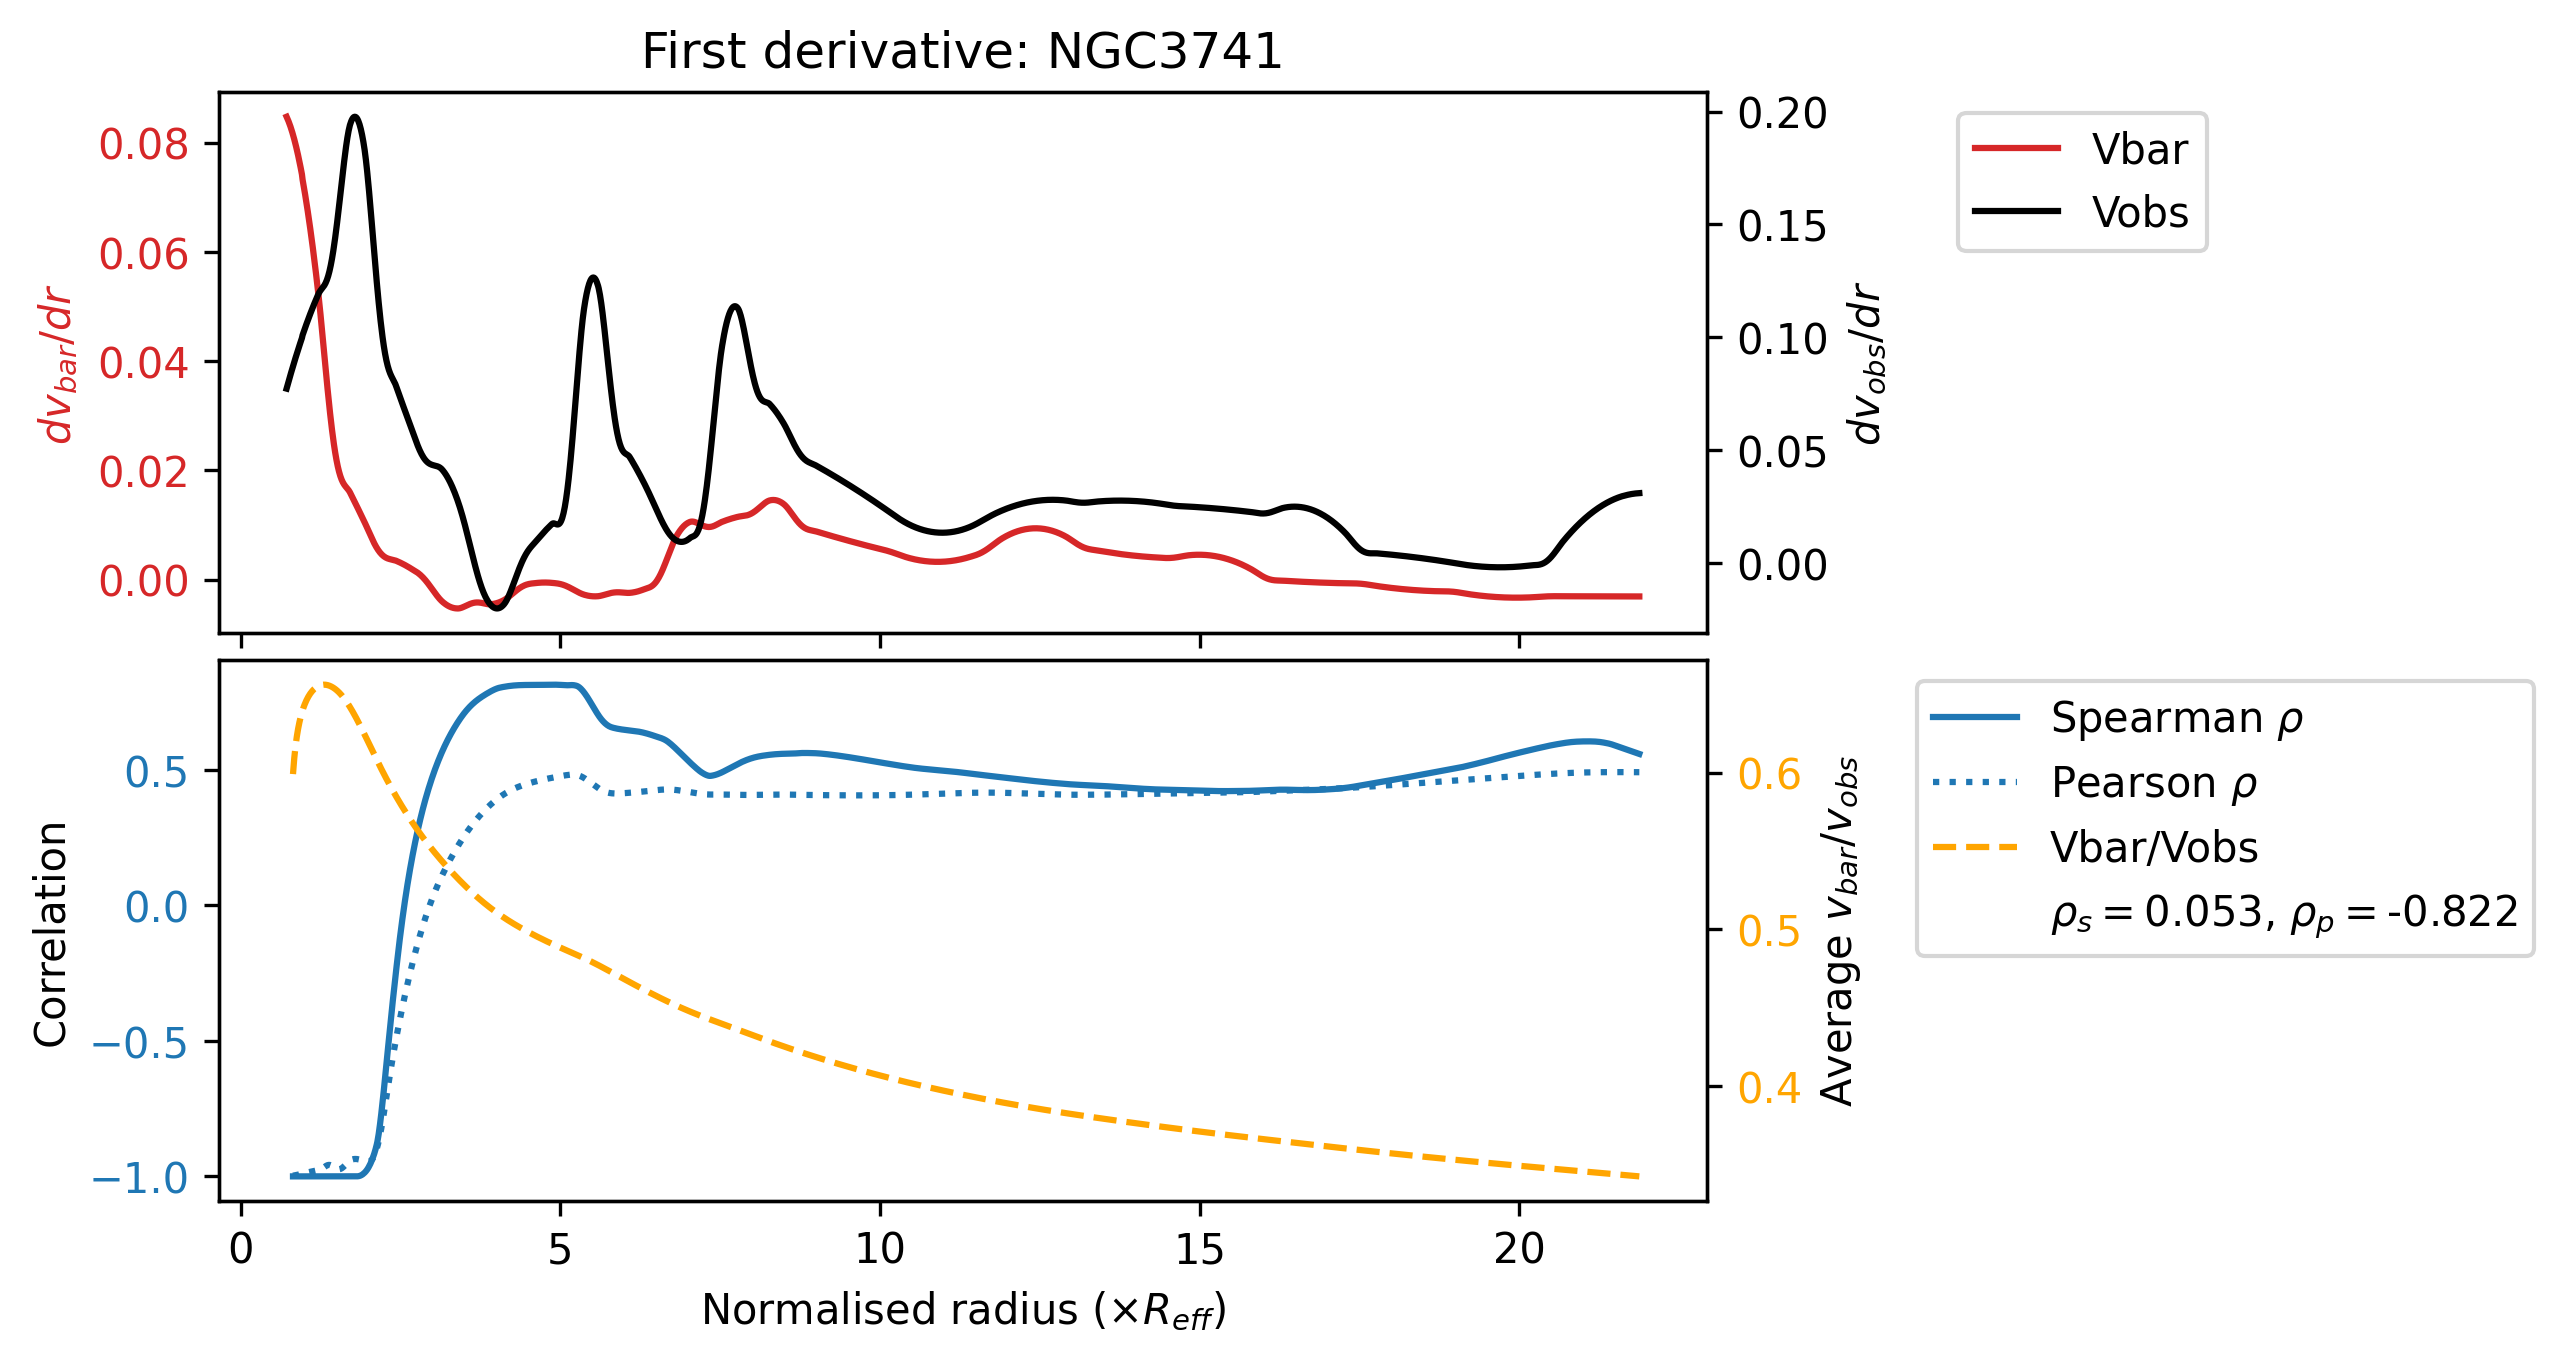 First derivative: NGC3741
0.08
0.06
0.04
0.02
0.00
dv_bar/dr
0.20
0.15
0.10
0.05
0.00
dv_obs/dr
Vbar
Vobs
0.5
0.0
−0.5
−1.0
Correlation
0.6
0.5
0.4
Average v_bar/v_obs
Spearman ρ
Pearson ρ
Vbar/Vobs
ρ_s = 0.053, ρ_p = -0.822
0 5 10 15 20
Normalised radius (×R_eff)